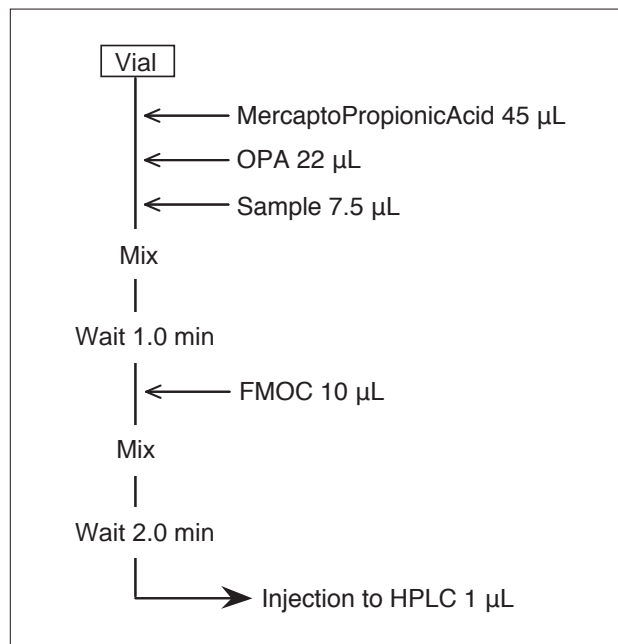 Vial
MercaptoPropionicAcid 45 µL
OPA 22 µL
Sample 7.5 µL
Mix
Wait 1.0 min
FMOC 10 µL
Mix
Wait 2.0 min
Injection to HPLC 1 µL